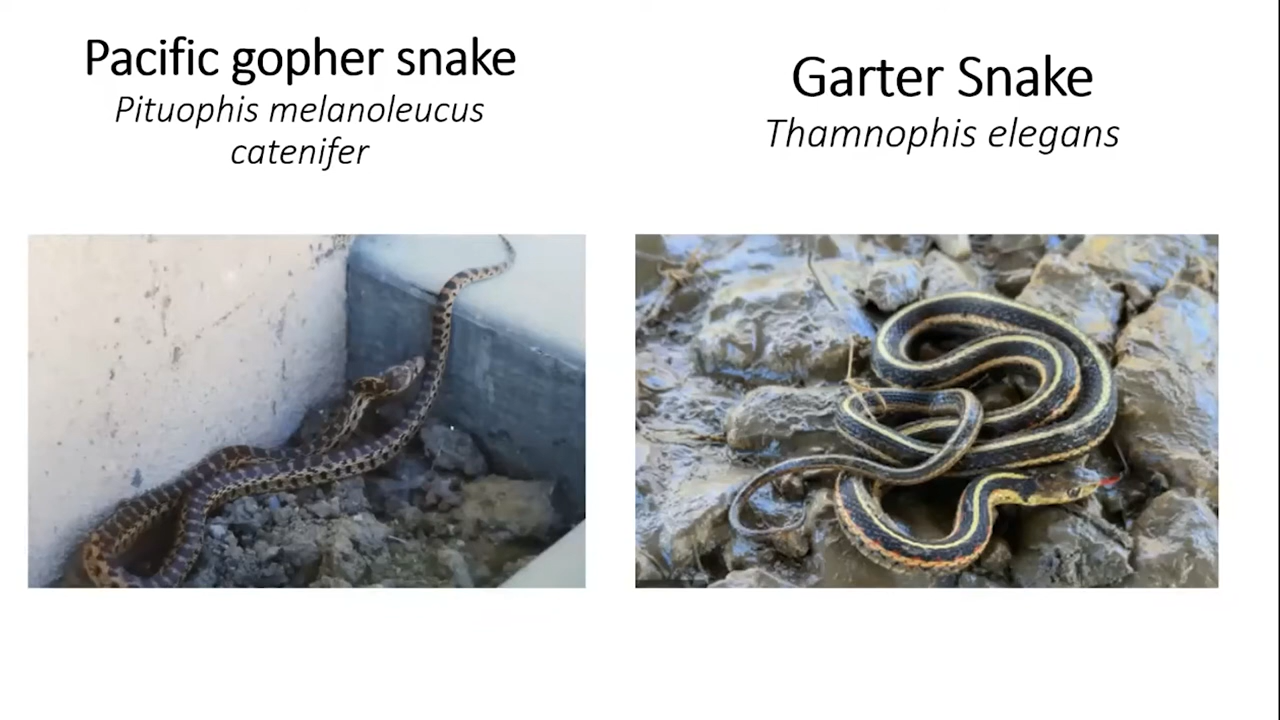 Pacific gopher snake
Pituophis melanoleucus
catenifer
Garter Snake
Thamnophis elegans